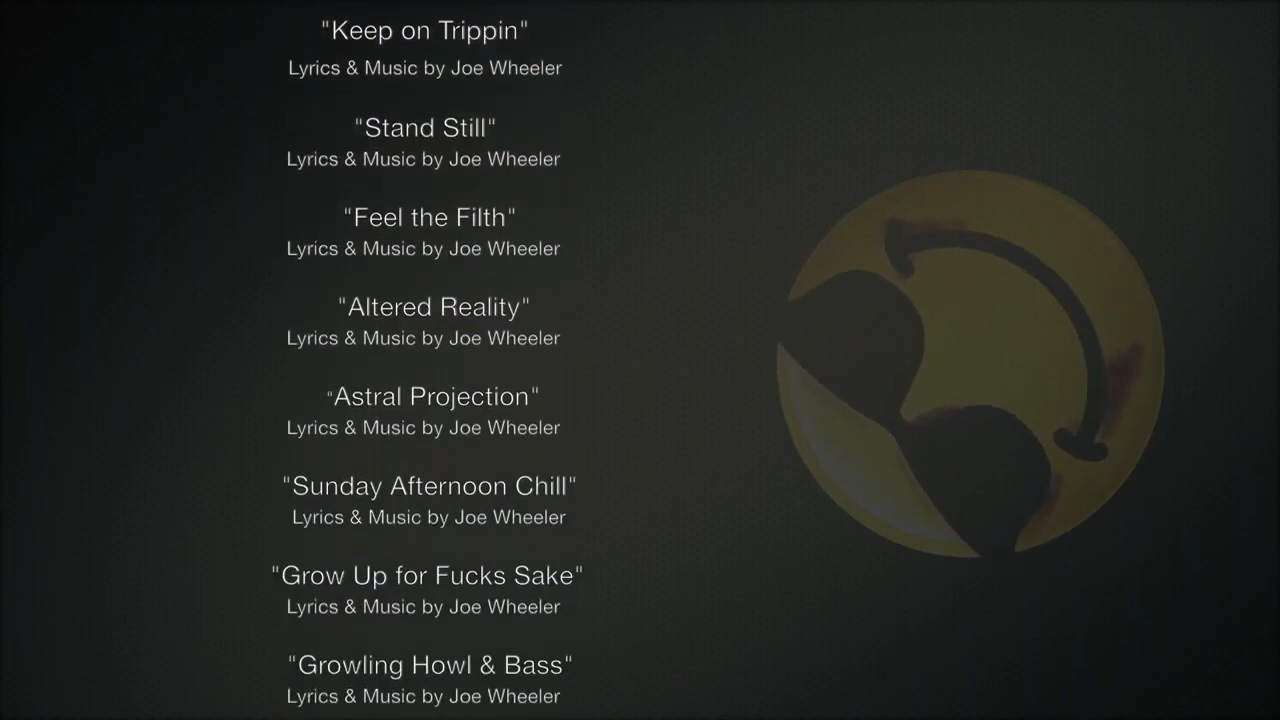 "Keep on Trippin"
Lyrics & Music by Joe Wheeler
"Stand Still"
Lyrics & Music by Joe Wheeler
"Feel the Filth"
Lyrics & Music by Joe Wheeler
"Altered Reality"
Lyrics & Music by Joe Wheeler
"Astral Projection"
Lyrics & Music by Joe Wheeler
"Sunday Afternoon Chill"
Lyrics & Music by Joe Wheeler
"Grow Up for Fucks Sake"
Lyrics & Music by Joe Wheeler
"Growling Howl & Bass"
Lyrics & Music by Joe Wheeler